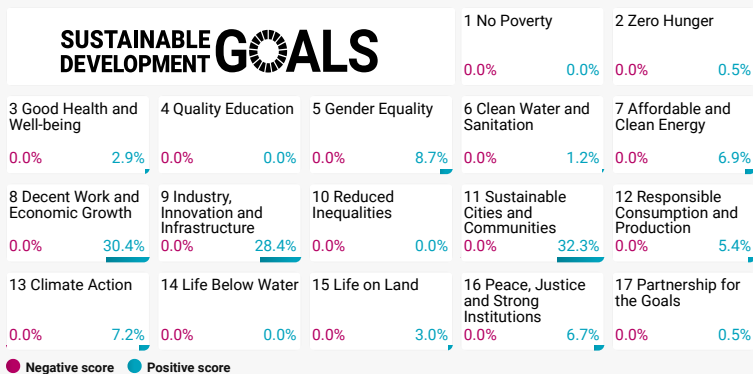 SUSTAINABLE
DEVELOPMENT
GOALS
1 No Poverty
0.0% 0.0%
2 Zero Hunger
0.0% 0.5%
3 Good Health and
Well-being
0.0% 2.9%
4 Quality Education
0.0% 0.0%
5 Gender Equality
0.0% 8.7%
6 Clean Water and
Sanitation
0.0% 1.2%
7 Affordable and
Clean Energy
0.0% 6.9%
8 Decent Work and
Economic Growth
0.0% 30.4%
9 Industry,
Innovation and
Infrastructure
0.0% 28.4%
10 Reduced
Inequalities
0.0% 0.0%
11 Sustainable
Cities and
Communities
0.0% 32.3%
12 Responsible
Consumption and
Production
0.0% 5.4%
13 Climate Action
0.0% 7.2%
14 Life Below Water
0.0% 0.0%
15 Life on Land
0.0% 3.0%
16 Peace, Justice
and Strong
Institutions
0.0% 6.7%
17 Partnership for
the Goals
0.0% 0.5%
Negative score Positive score